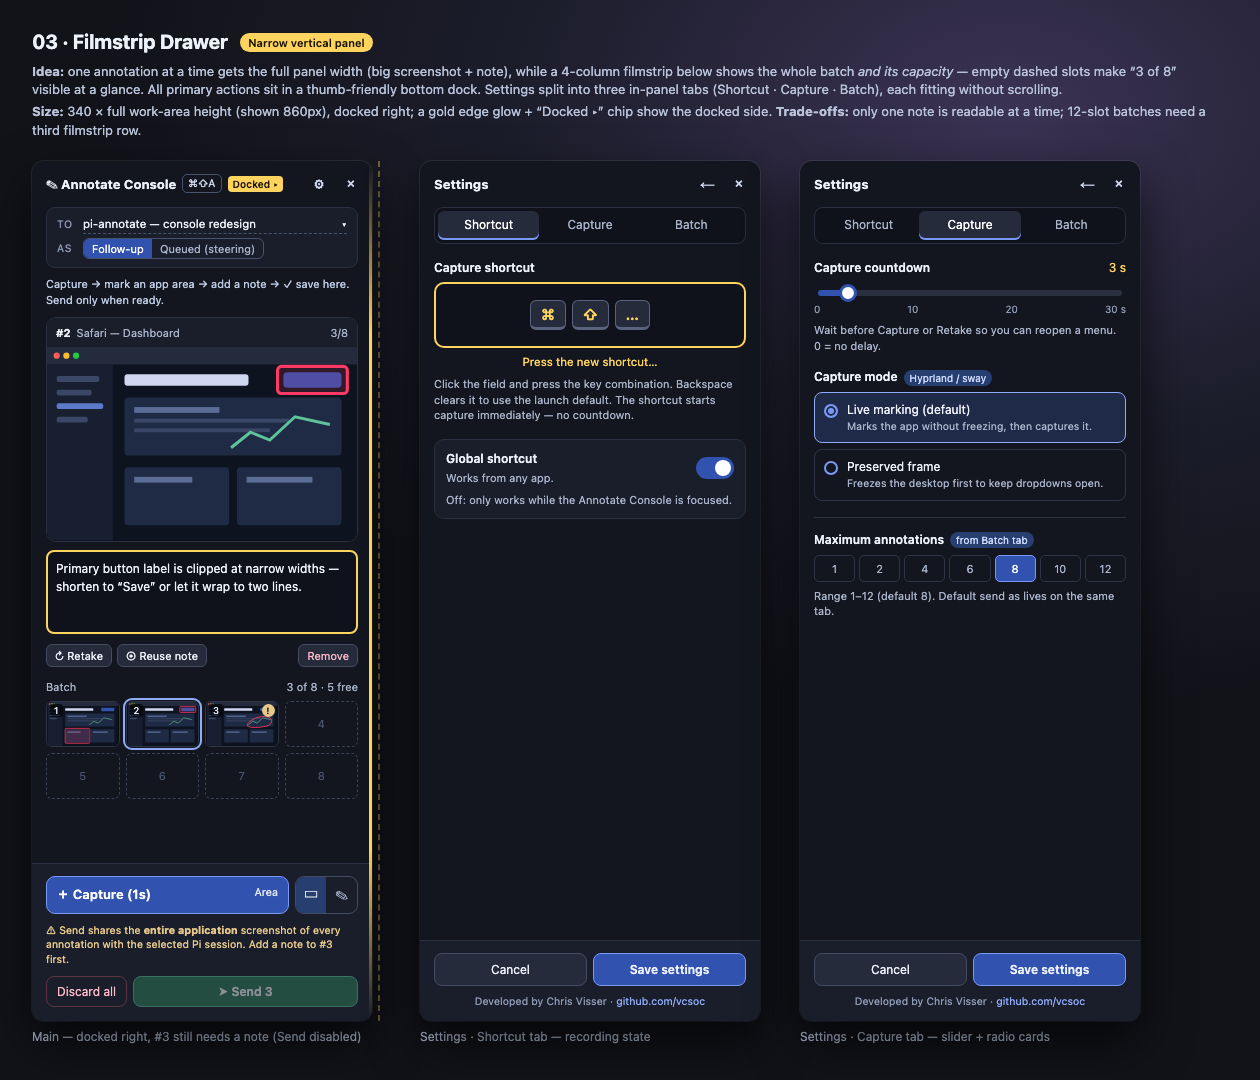 03 · Filmstrip Drawer Narrow vertical panel
Idea: one annotation at a time gets the full panel width (big screenshot + note), while a 4-column filmstrip below shows the whole batch and its capacity — empty dashed slots make "3 of 8"
visible at a glance. All primary actions sit in a thumb-friendly bottom dock. Settings split into three in-panel tabs (Shortcut · Capture · Batch), each fitting without scrolling.
Size: 340 × full work-area height (shown 860px), docked right; a gold edge glow + “Docked ▸” chip show the docked side. Trade-offs: only one note is readable at a time; 12-slot batches need a
third filmstrip row.
✎ Annotate Console ⌘⇧A Docked ▸ ⚙ ×
TO pi-annotate — console redesign ▾
AS Follow-up Queued (steering)
Capture → mark an app area → add a note → ✓ save here.
Send only when ready.
#2 Safari — Dashboard 3/8
Primary button label is clipped at narrow widths —
shorten to “Save” or let it wrap to two lines.
↻ Retake ⊙ Reuse note Remove
Batch 3 of 8 · 5 free
1 2 3 ! 4
5 6 7 8
+ Capture (1s) Area ▭ ✎
⚠ Send shares the entire application screenshot of every
annotation with the selected Pi session. Add a note to #3
first.
Discard all ➤ Send 3
Main — docked right, #3 still needs a note (Send disabled)
Settings ← ×
Shortcut Capture Batch
Capture shortcut
⌘ ⇧ …
Press the new shortcut…
Click the field and press the key combination. Backspace
clears it to use the launch default. The shortcut starts
capture immediately — no countdown.
Global shortcut
Works from any app.
Off: only works while the Annotate Console is focused.
Cancel Save settings
Developed by Chris Visser · github.com/vcsoc
Settings · Shortcut tab — recording state
Settings ← ×
Shortcut Capture Batch
Capture countdown 3 s
0 10 20 30 s
Wait before Capture or Retake so you can reopen a menu.
0 = no delay.
Capture mode Hyprland / sway
Live marking (default)
Marks the app without freezing, then captures it.
Preserved frame
Freezes the desktop first to keep dropdowns open.
Maximum annotations from Batch tab
1 2 4 6 8 10 12
Range 1–12 (default 8). Default send as lives on the same
tab.
Cancel Save settings
Developed by Chris Visser · github.com/vcsoc
Settings · Capture tab — slider + radio cards